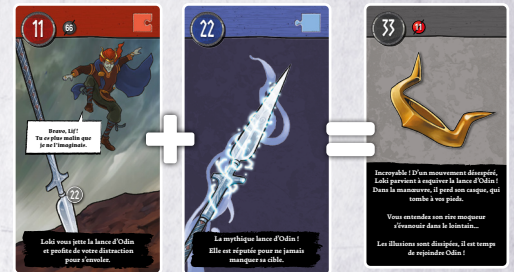 11
66
Bravo, Lif !
Tu es plus malin que
je ne l'imaginais.
22
Loki vous jette la lance d'Odin
et profite de votre distraction
pour s'envoler.
+
22
La mythique lance d'Odin !
Elle est réputée pour ne jamais
manquer sa cible.
=
33
11
Incroyable ! D'un mouvement désespéré,
Loki parvient à esquiver la lance d'Odin !
Dans la manœuvre, il perd son casque, qui
tombe à vos pieds.
Vous entendez son rire moqueur
s'évanouir dans le lointain...
Les illusions sont dissipées, il est temps
de rejoindre Odin !